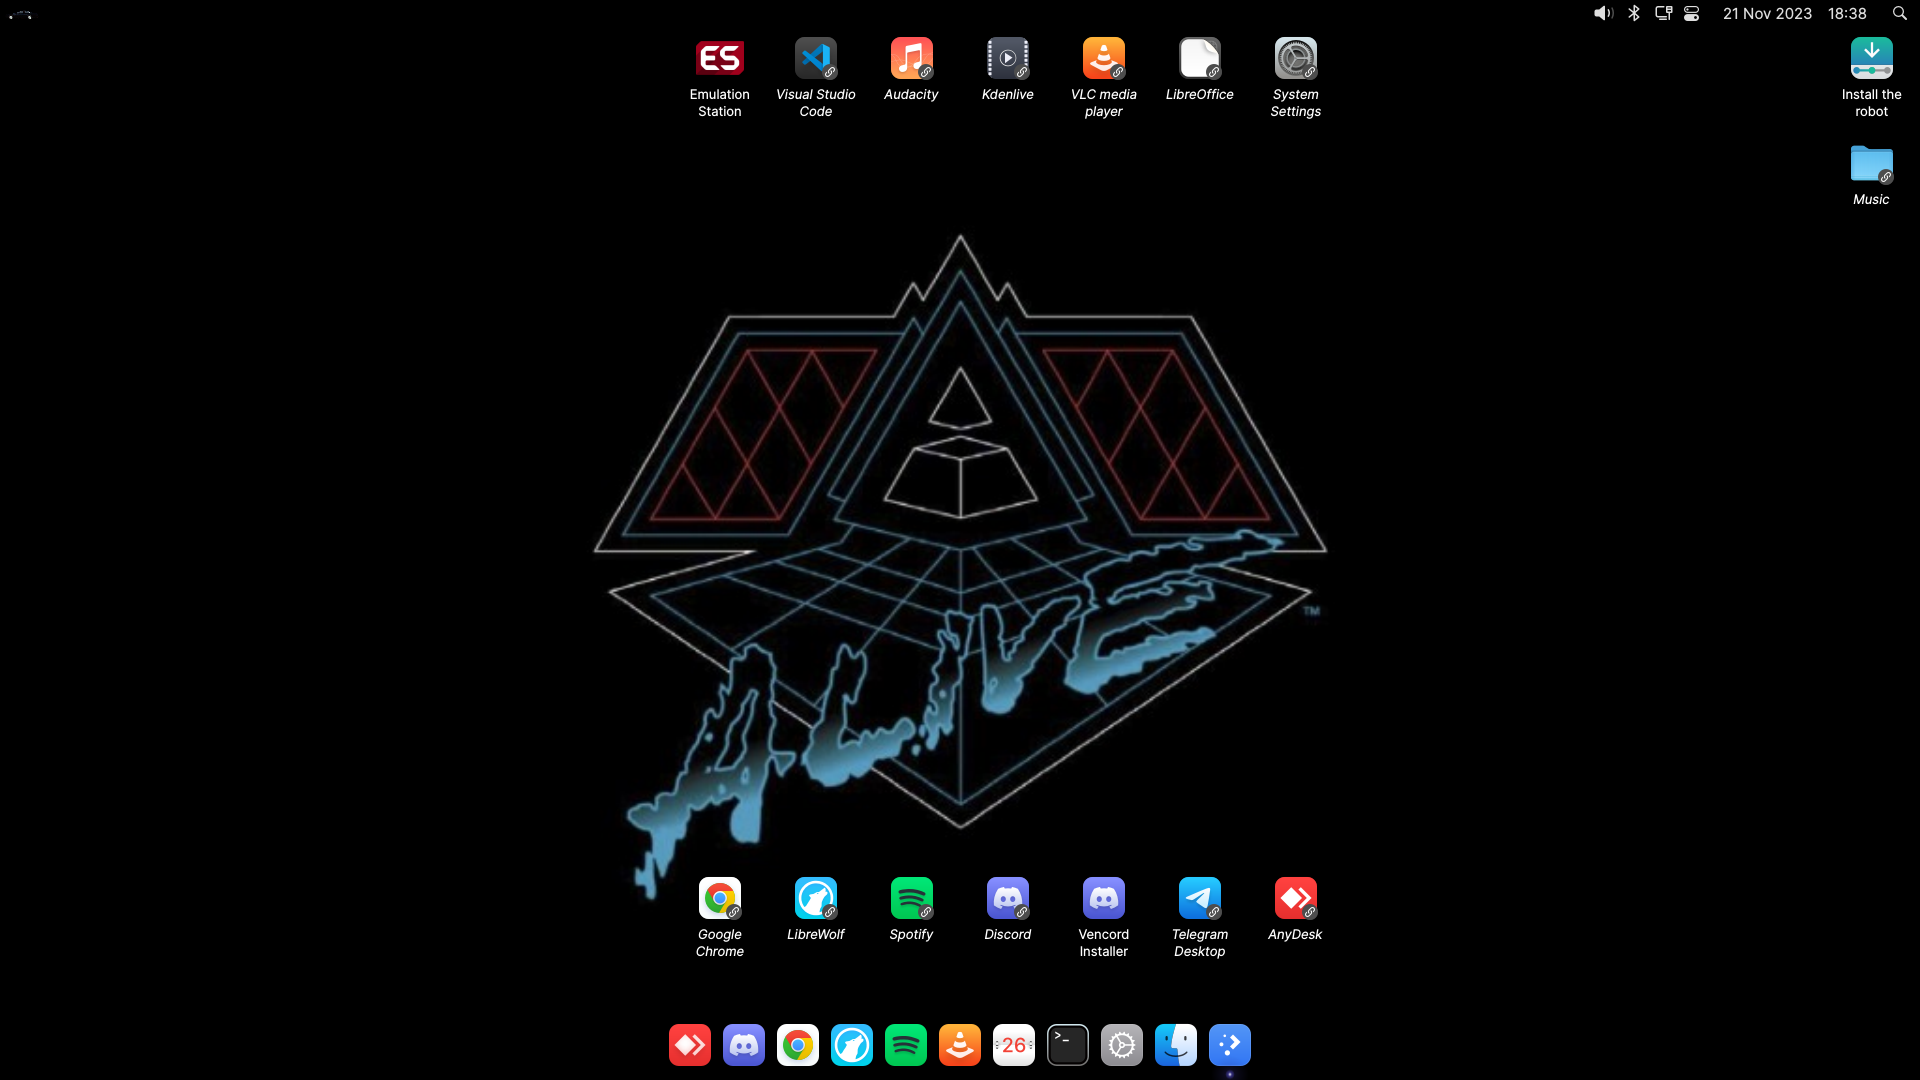 21 Nov 2023 18:38
ES
Emulation
Station
Visual Studio
Code
Audacity
Kdenlive
VLC media
player
LibreOffice
System
Settings
Install the
robot
Music
ALIVE
TM
Google
Chrome
LibreWolf
Spotify
Discord
Vencord
Installer
Telegram
Desktop
AnyDesk
26
>_